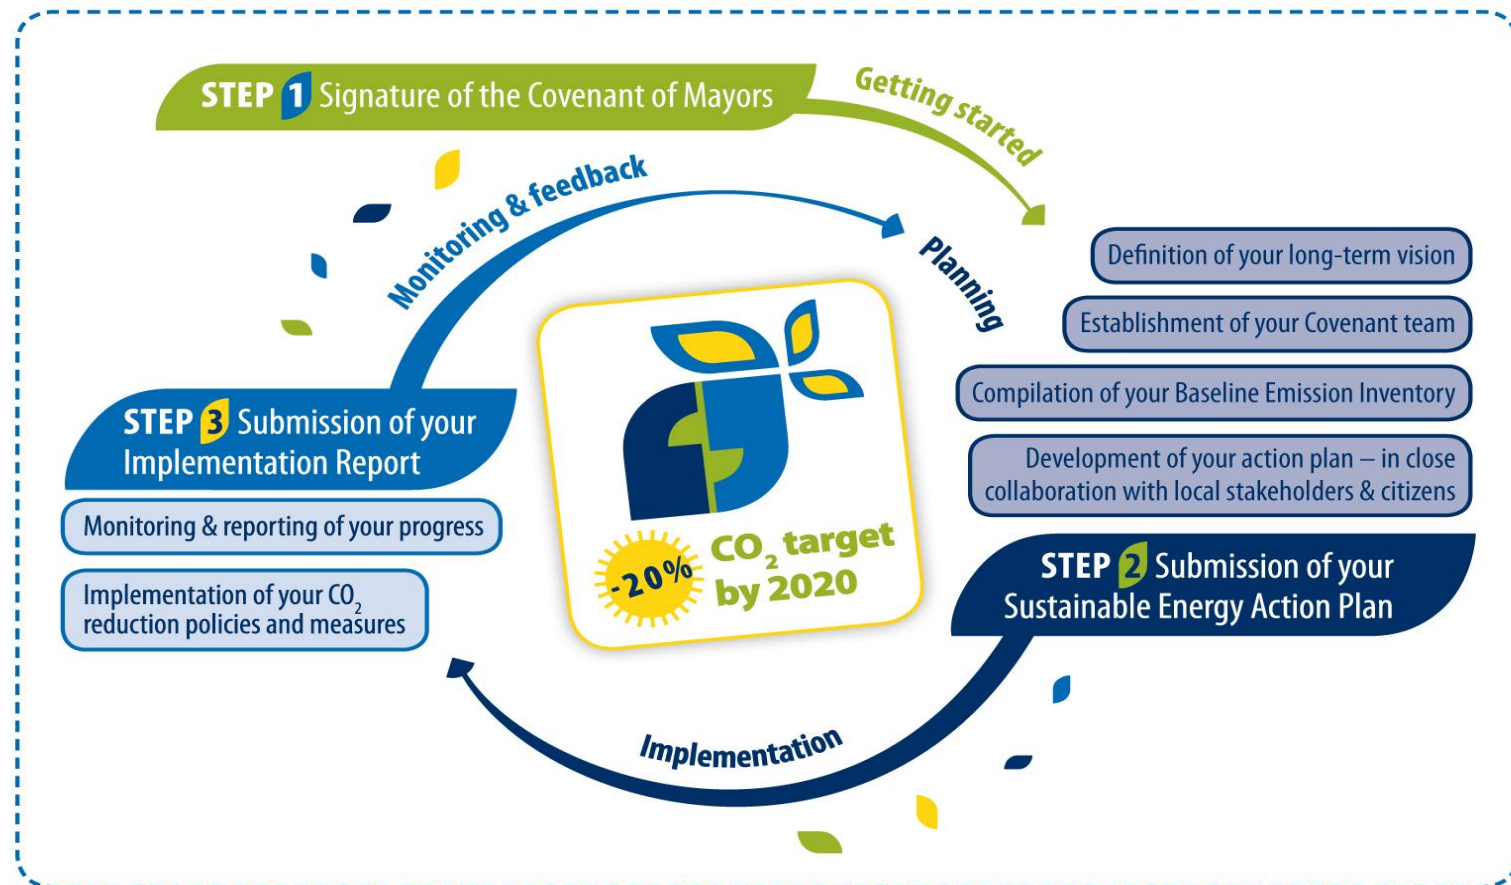 STEP 1 Signature of the Covenant of Mayors
Getting started
Monitoring & feedback
Planning
Definition of your long-term vision
Establishment of your Covenant team
Compilation of your Baseline Emission Inventory
Development of your action plan – in close
collaboration with local stakeholders & citizens
STEP 2 Submission of your
Sustainable Energy Action Plan
Implementation
STEP 3 Submission of your
Implementation Report
Monitoring & reporting of your progress
Implementation of your CO₂
reduction policies and measures
-20%
CO₂ target
by 2020